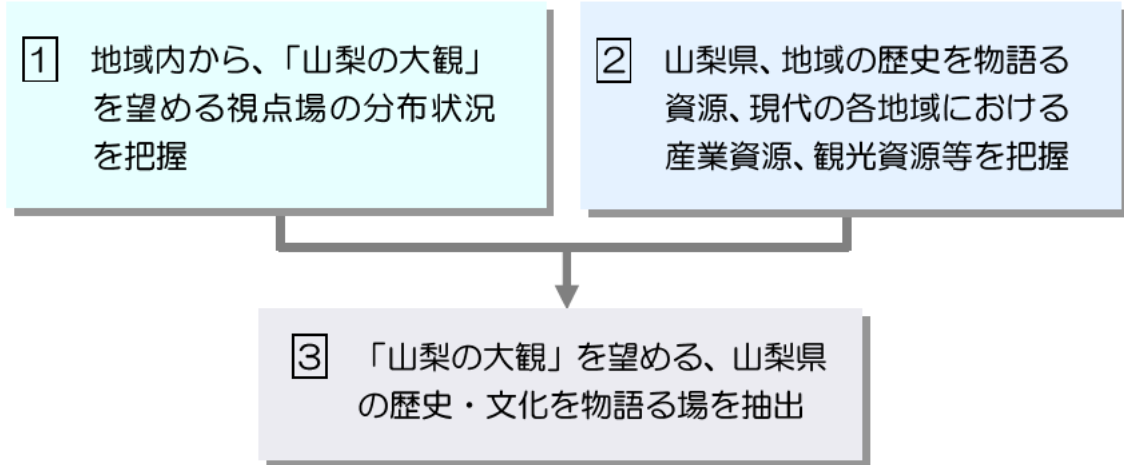 1 地域内から、「山梨の大観」
を望める視点場の分布状況
を把握
2 山梨県、地域の歴史を物語る
資源、現代の各地域における
産業資源、観光資源等を把握
3 「山梨の大観」を望める、山梨県
の歴史・文化を物語る場を抽出